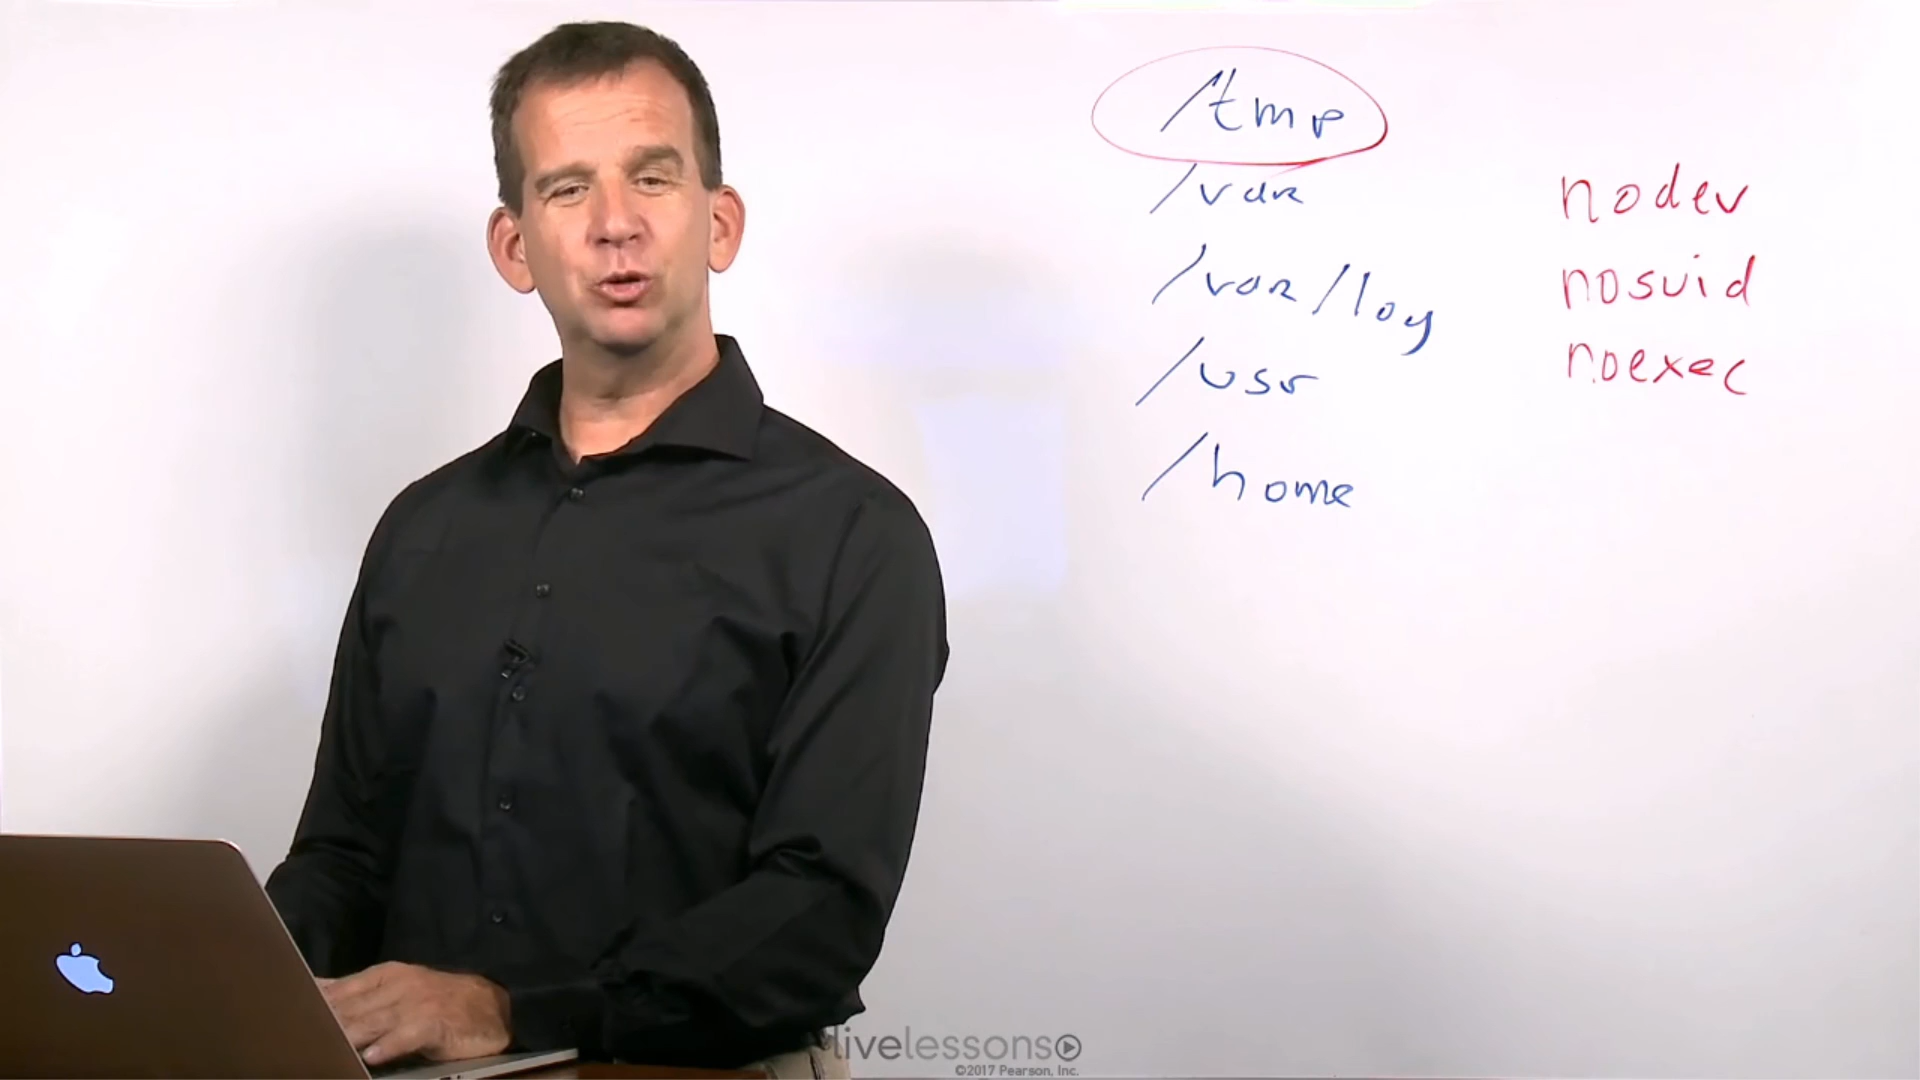 /tmp
/var
/var/log
/usr
/home
nodev
nosuid
noexec
livelessons
©2017 Pearson, Inc.